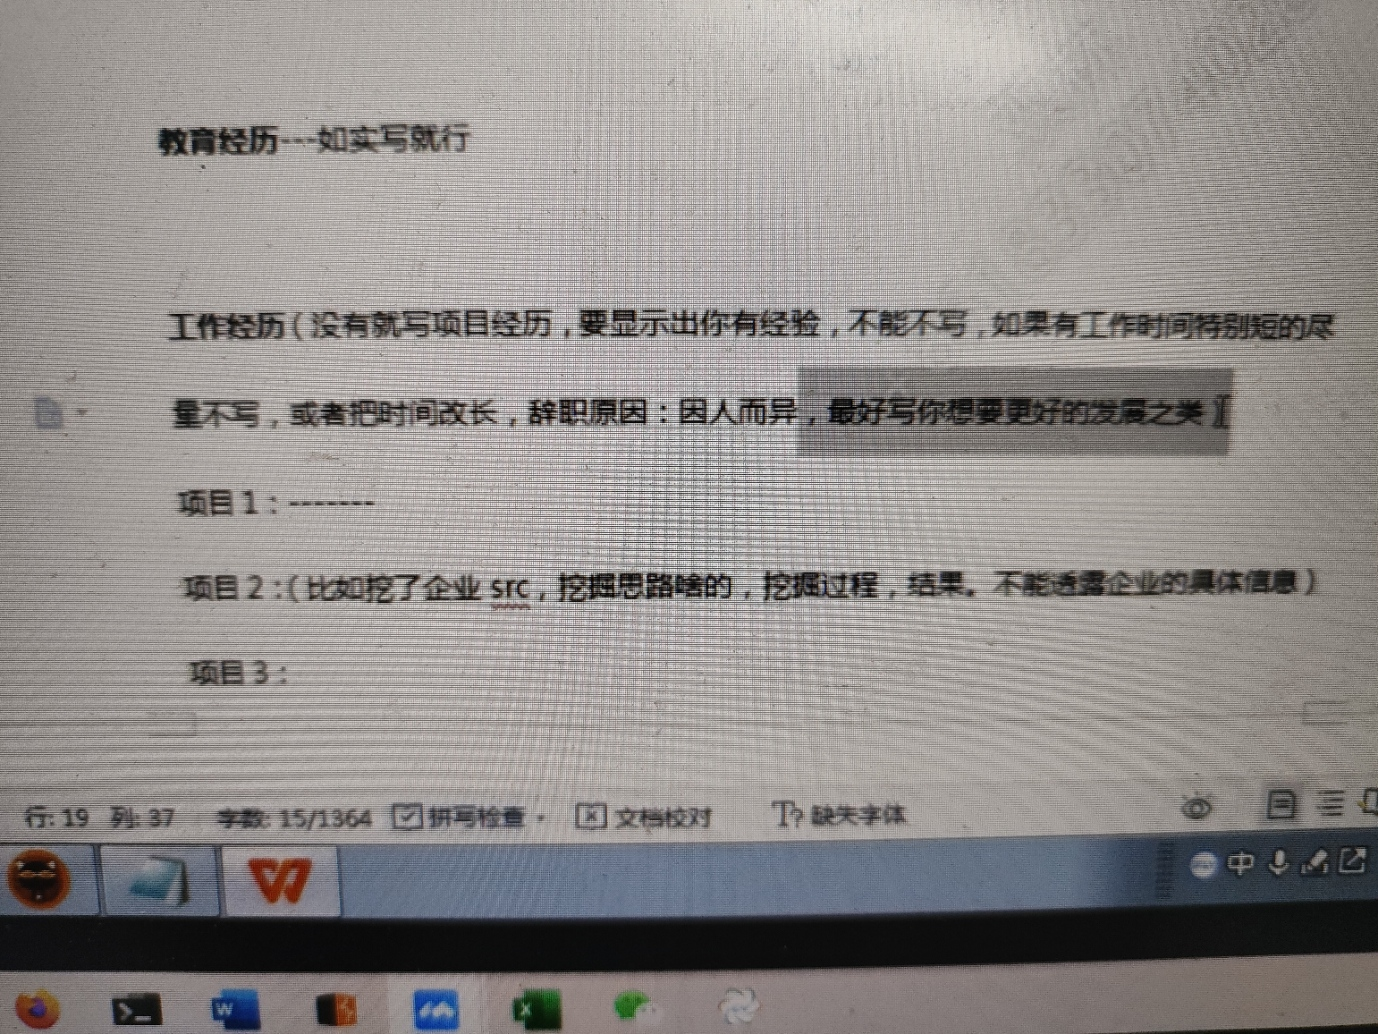 教育经历---如实写就行
工作经历（没有就写项目经历，要显示出你有经验，不能不写，如果有工作时间特别短的尽
量不写，或者把时间改长，辞职原因：因人而异，最好写你想要更好的发展之类）
项目1：-------
项目2：（比如挖了企业src，挖掘思路啥的，挖掘过程，结果。不能透露企业的具体信息）
项目3：
行: 19 列: 37 字数: 15/1364 拼写检查 文档校对 缺失字体
中